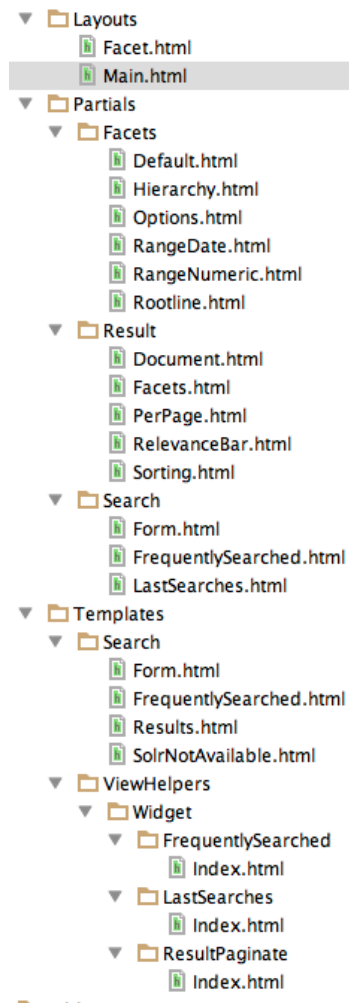 Layouts
Facet.html
Main.html
Partials
Facets
Default.html
Hierarchy.html
Options.html
RangeDate.html
RangeNumeric.html
Rootline.html
Result
Document.html
Facets.html
PerPage.html
RelevanceBar.html
Sorting.html
Search
Form.html
FrequentlySearched.html
LastSearches.html
Templates
Search
Form.html
FrequentlySearched.html
Results.html
SolrNotAvailable.html
ViewHelpers
Widget
FrequentlySearched
Index.html
LastSearches
Index.html
ResultPaginate
Index.html